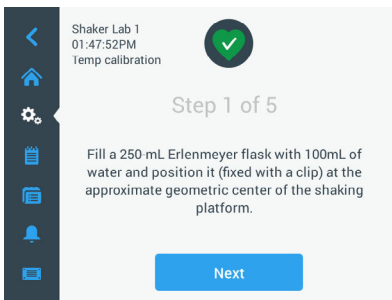 Shaker Lab 1
01:47:52PM
Temp calibration
Step 1 of 5
Fill a 250-mL Erlenmeyer flask with 100mL of
water and position it (fixed with a clip) at the
approximate geometric center of the shaking
platform.
Next